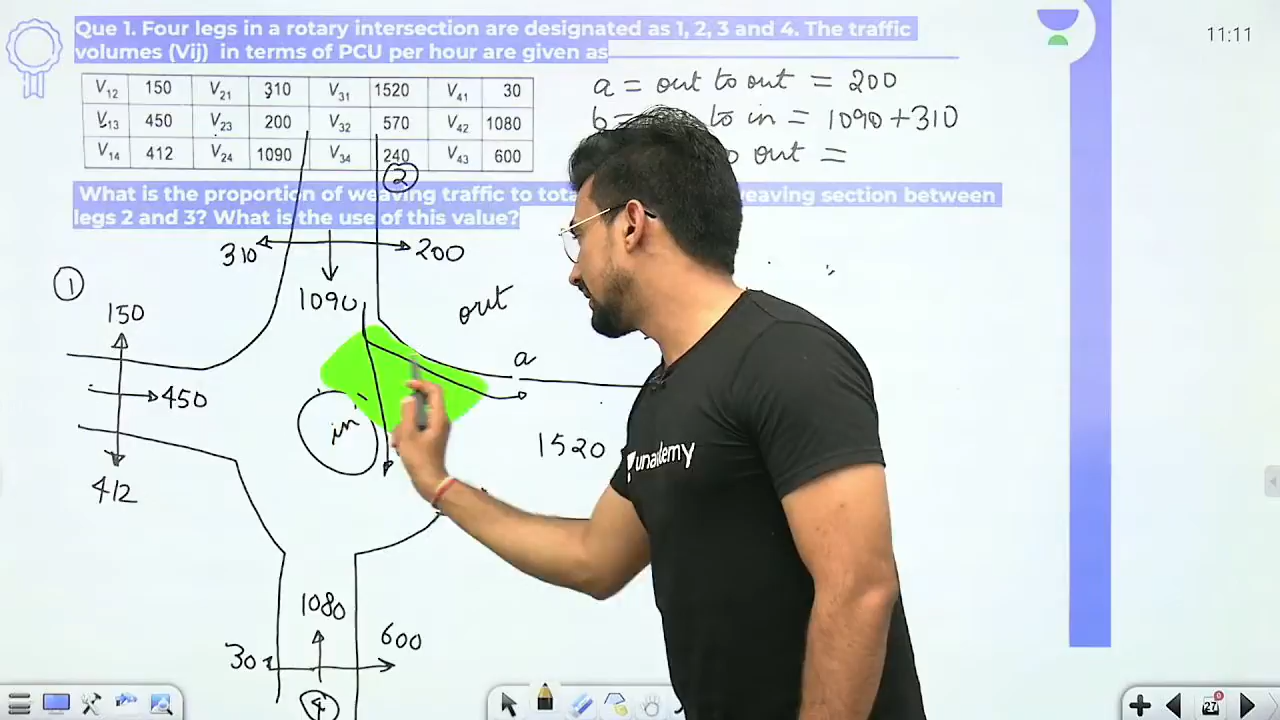 Que 1. Four legs in a rotary intersection are designated as 1, 2, 3 and 4. The traffic
volumes (Vij) in terms of PCU per hour are given as
11:11
V12 150 V21 310 V31 1520 V41 30
V13 450 V23 200 V32 570 V42 1080
V14 412 V24 1090 V34 240 V43 600
a = out to out = 200
b = to in = 1090+310
out =
What is the proportion of weaving traffic to weaving section between
legs 2 and 3? What is the use of this value?
2
310 200
1
1090 out
150
a
450
in
1520
unacademy
412
1080
600
30
4
27